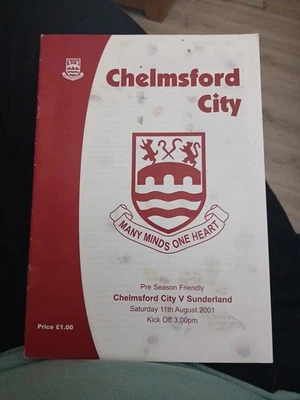 Chelmsford
City
MANY MINDS ONE HEART
Pre Season Friendly
Chelmsford City V Sunderland
Saturday 11th August 2001
Kick Off 3:00pm
Price £1.00